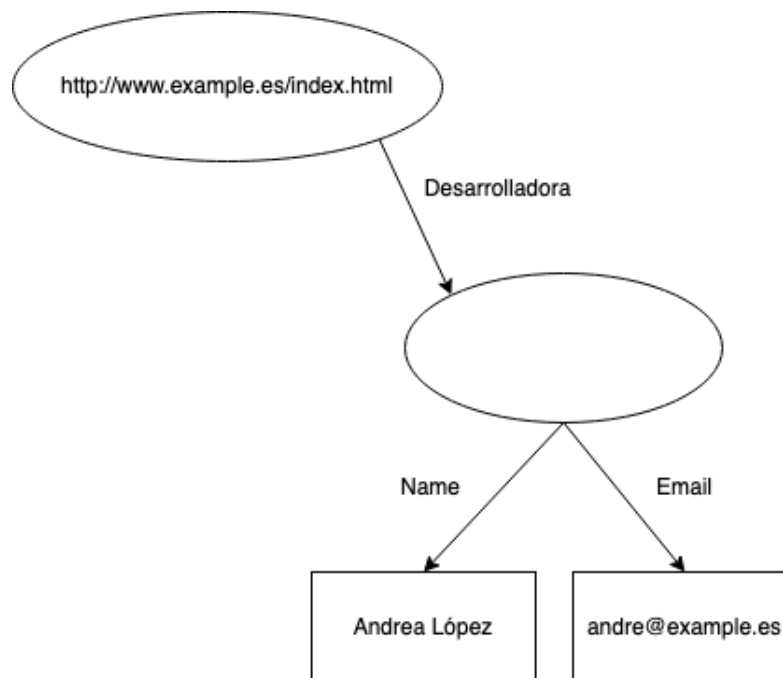 http://www.example.es/index.html
Desarrolladora
Name
Email
Andrea López
andre@example.es